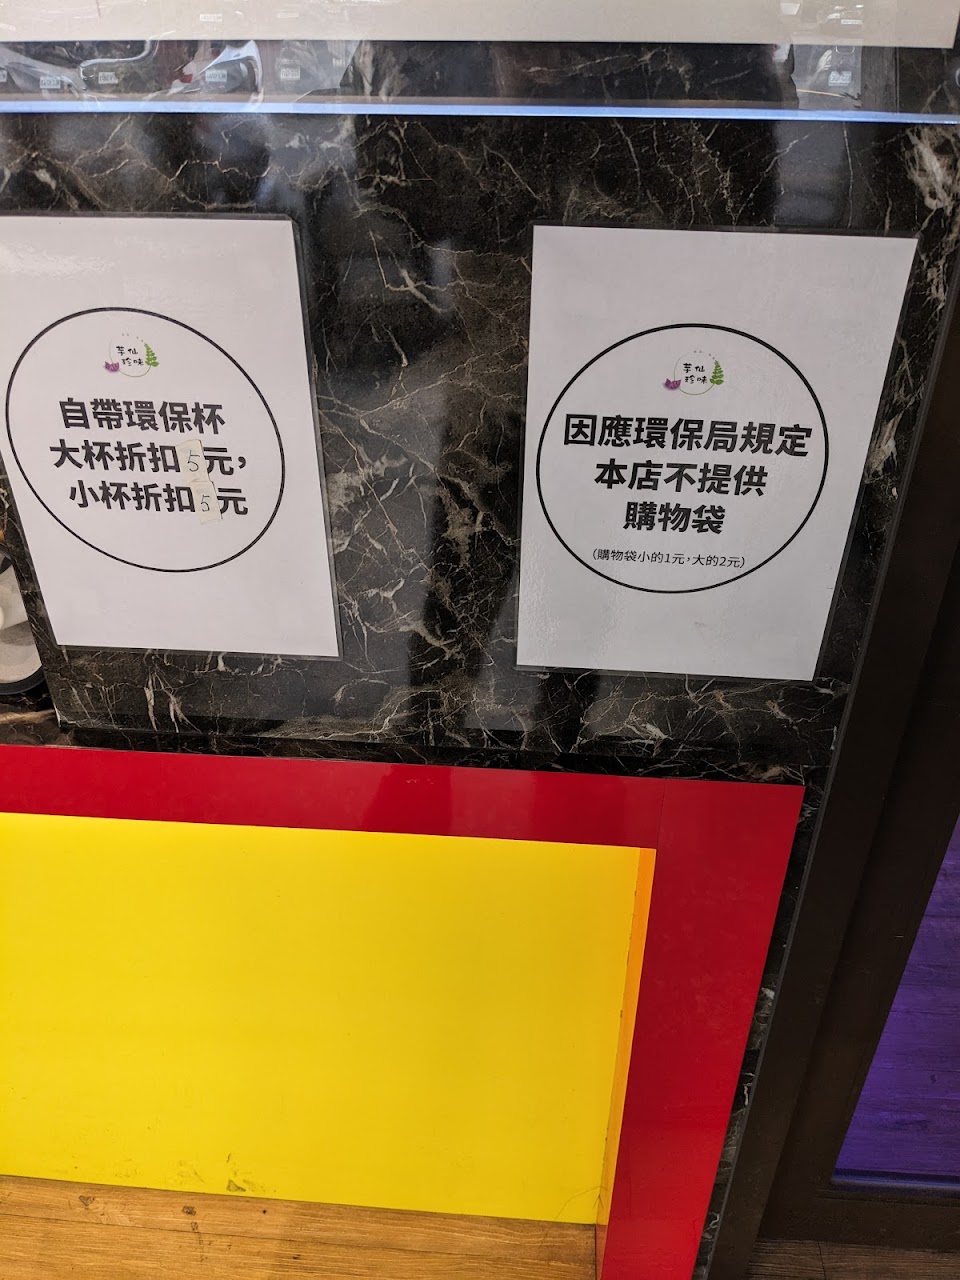 芋仙
珍味
自帶環保杯
大杯折扣5元，
小杯折扣5元
芋仙
珍味
因應環保局規定
本店不提供
購物袋
(購物袋小的1元，大的2元)